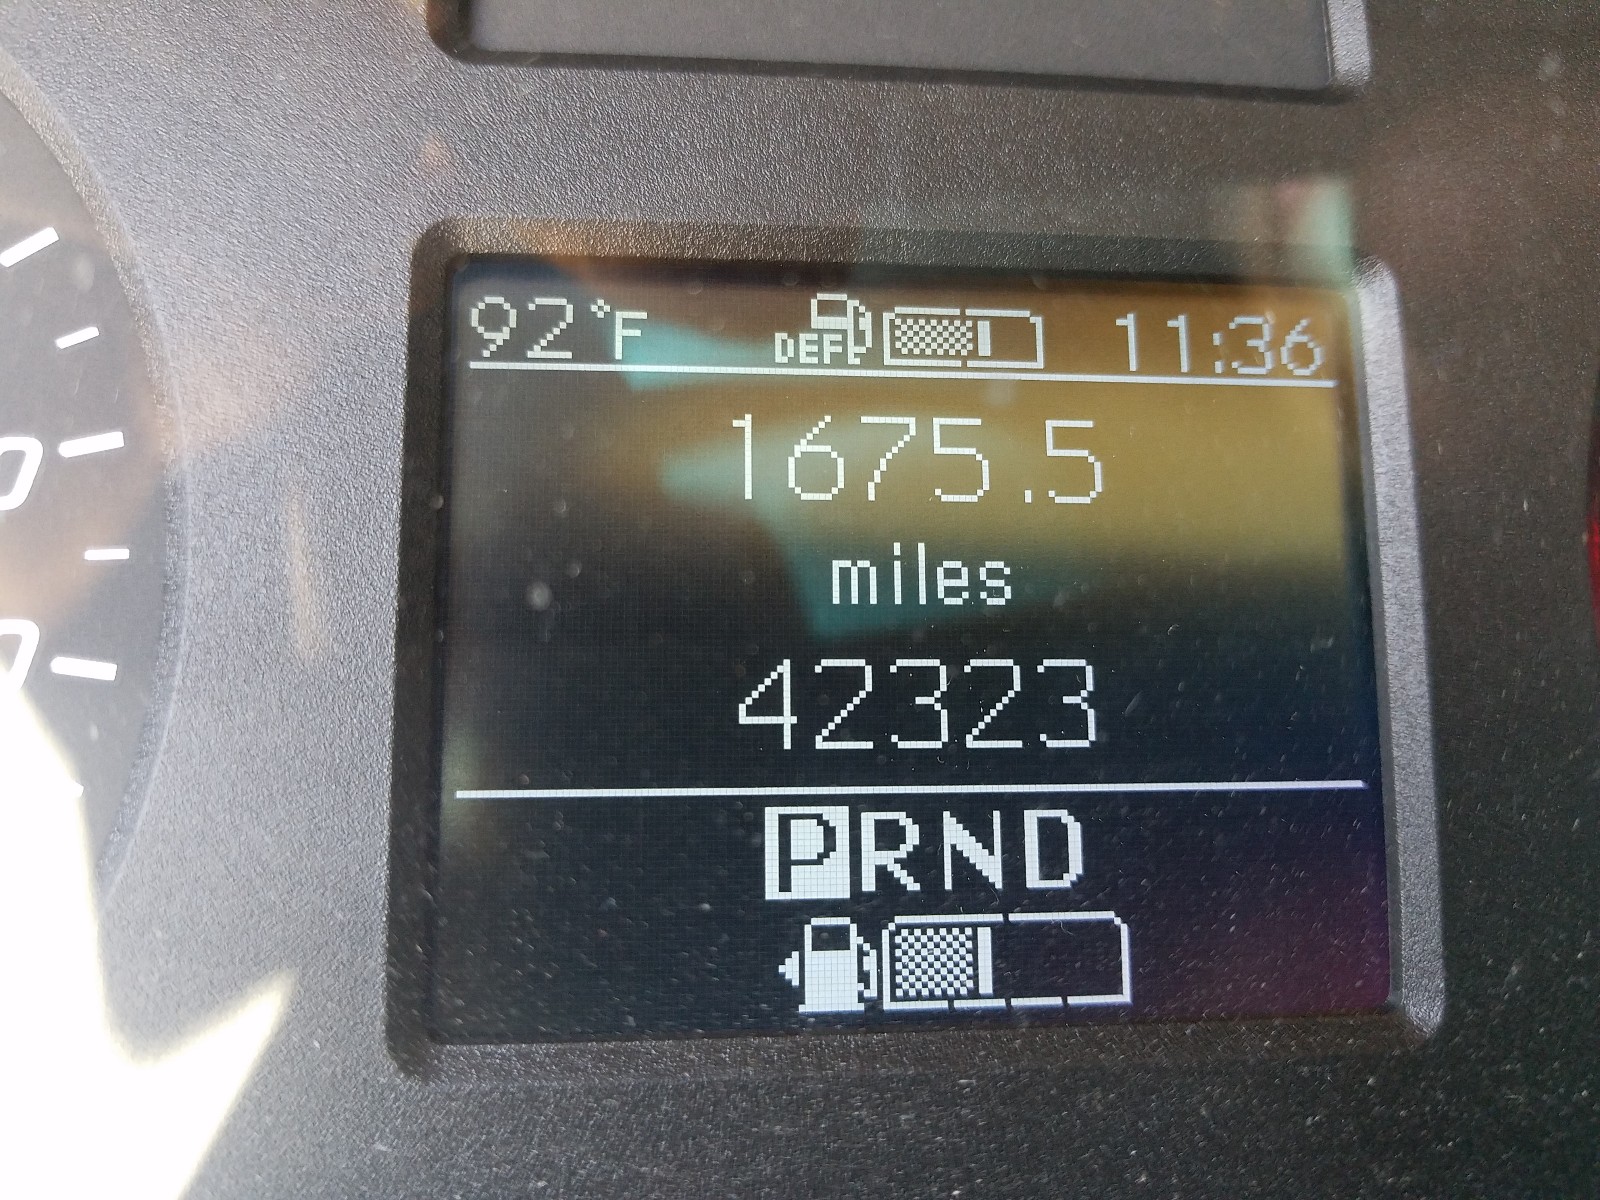 92°F DEF 11:36
1675.5
miles
42323
PRND